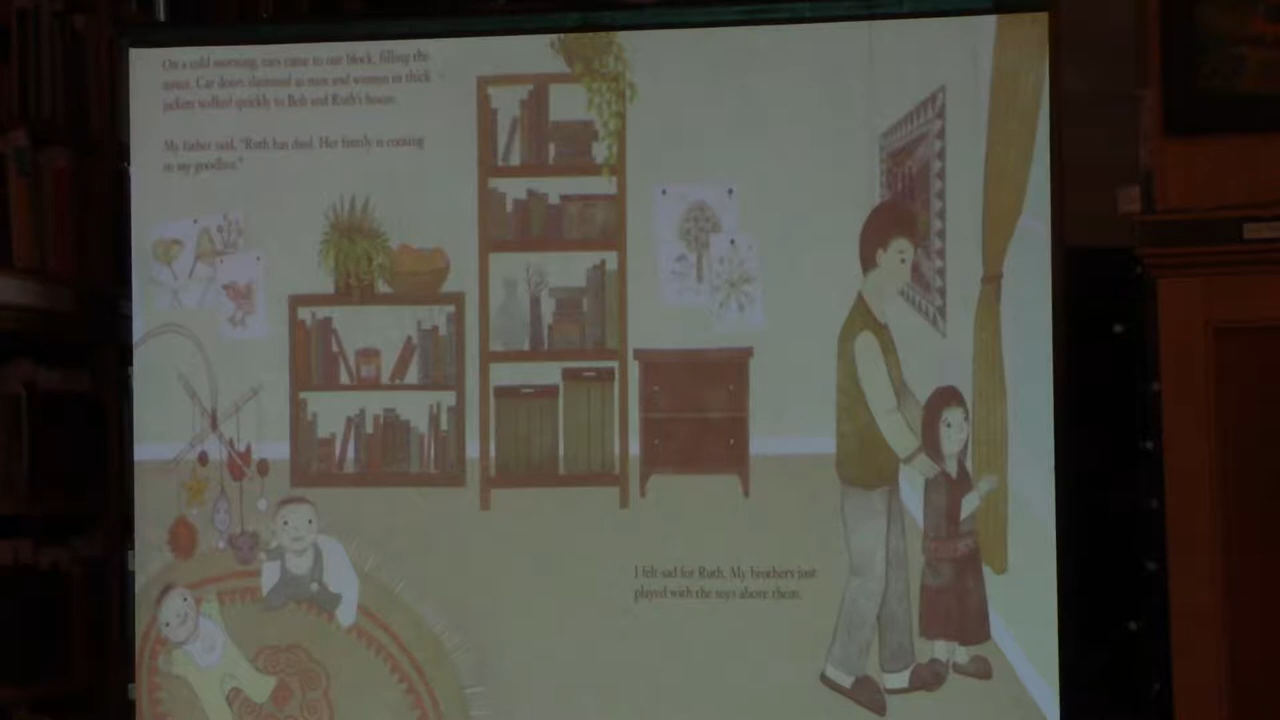 On a cold morning, cars came to our block, filling the
street. Car doors slammed as men and women in thick
jackets walked quickly to Bob and Ruth's house.
My father said, "Ruth has died. Her family is coming
to say goodbye."
I felt sad for Ruth. My brothers just
played with the toys above them.